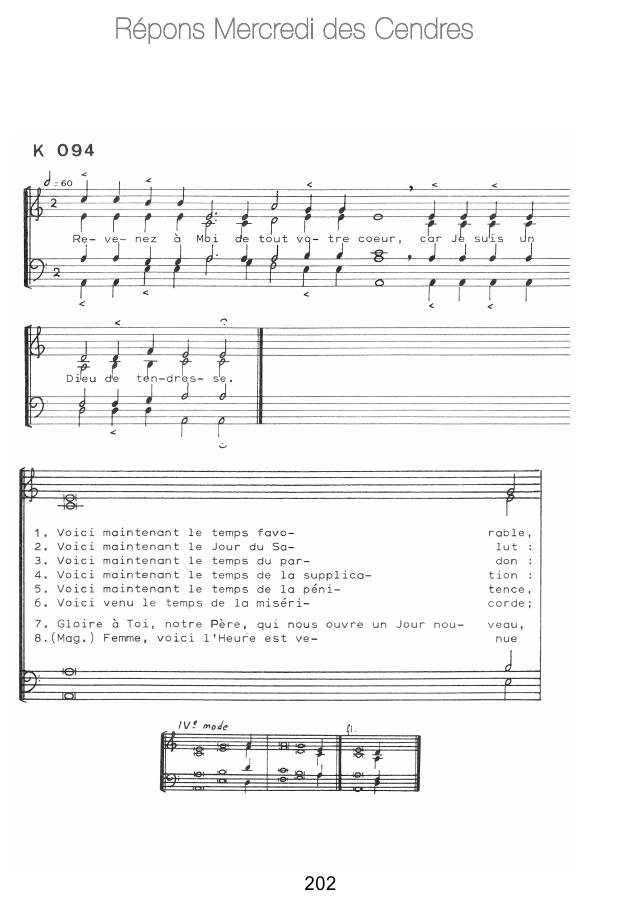 Répons Mercredi des Cendres
K 094
= 60
Re- ve- nez à Moi de tout vo- tre coeur, car Je suis un
Dieu de ten-dres- se.
1. Voici maintenant le temps favo- rable,
2. Voici maintenant le Jour du Sa- lut :
3. Voici maintenant le temps du par- don :
4. Voici maintenant le temps de la supplica- tion :
5. Voici maintenant le temps de la péni- tence,
6. Voici venu le temps de la miséri- corde;
7. Gloire à Toi, notre Père, qui nous ouvre un Jour nou- veau,
8.(Mag.) Femme, voici l'Heure est ve- nue
IVe mode fl.
202